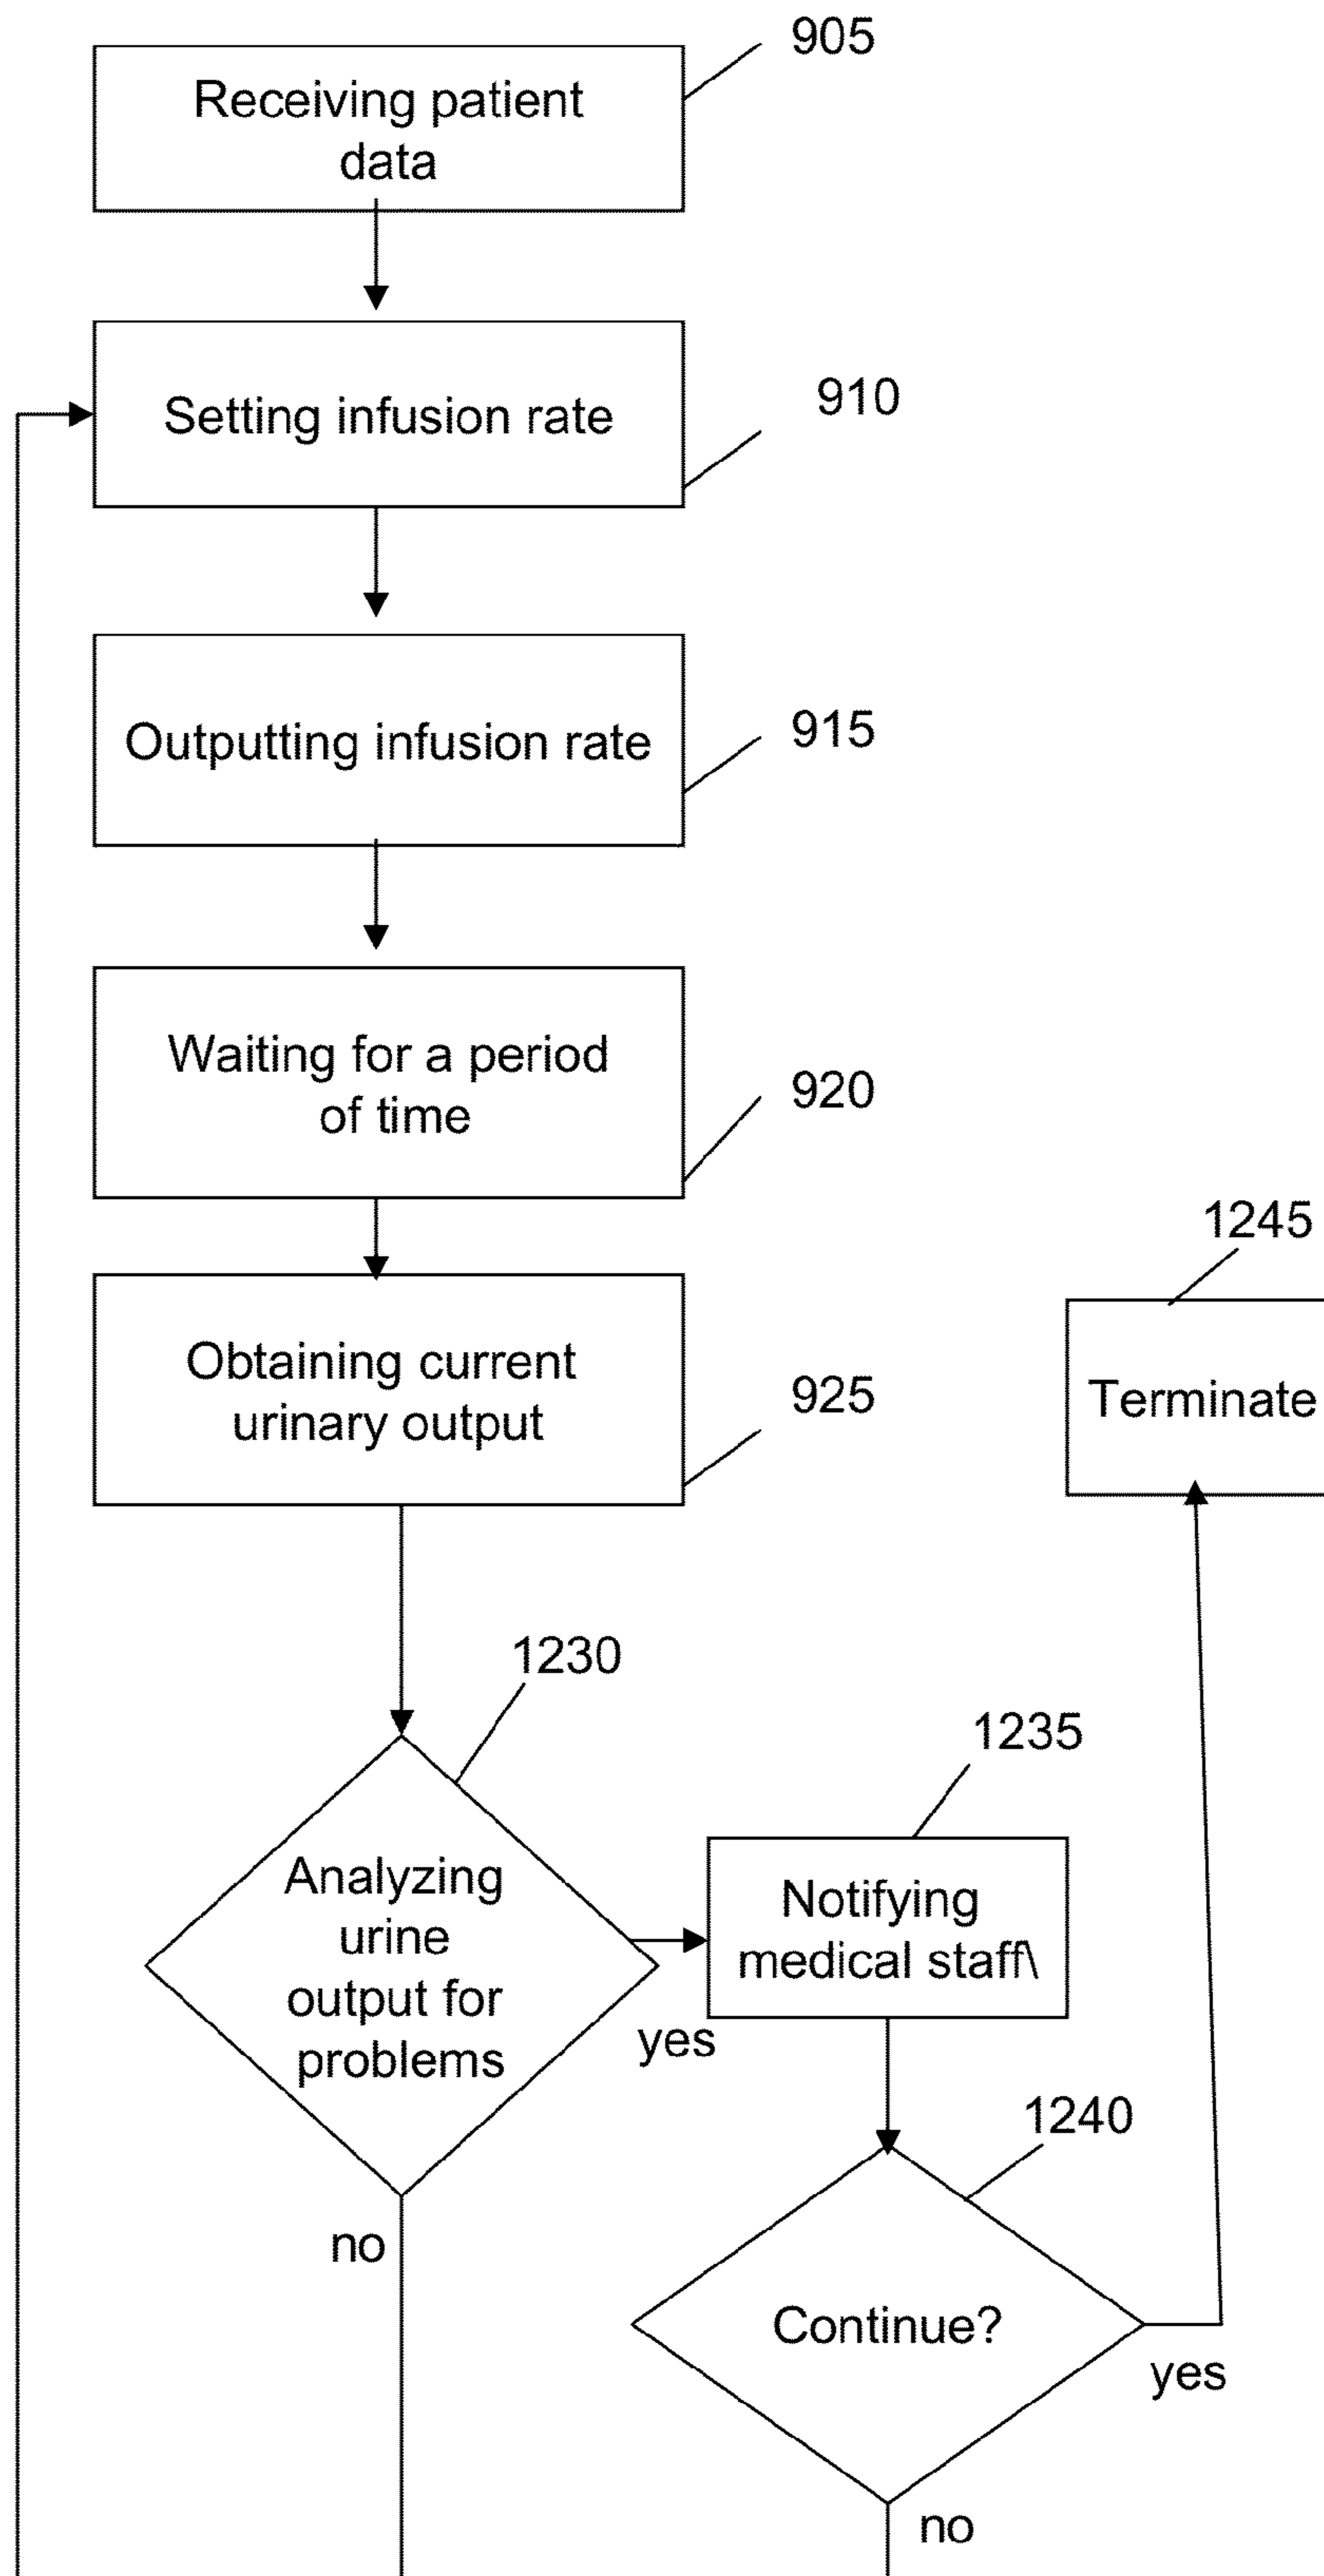 905
Receiving patient
data
910
Setting infusion rate
915
Outputting infusion rate
Waiting for a period
of time
920
1245
Obtaining current
urinary output
925
Terminate
1230
1235
Analyzing
urine
output for
problems
Notifying
medical staff\
yes
1240
no
Continue?
yes
no